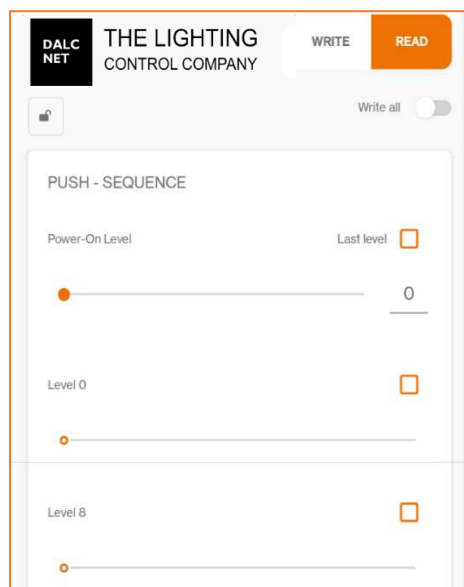 DALC
NET
THE LIGHTING
CONTROL COMPANY
WRITE
READ
Write all
PUSH - SEQUENCE
Power-On Level
Last level
0
Level 0
Level 8